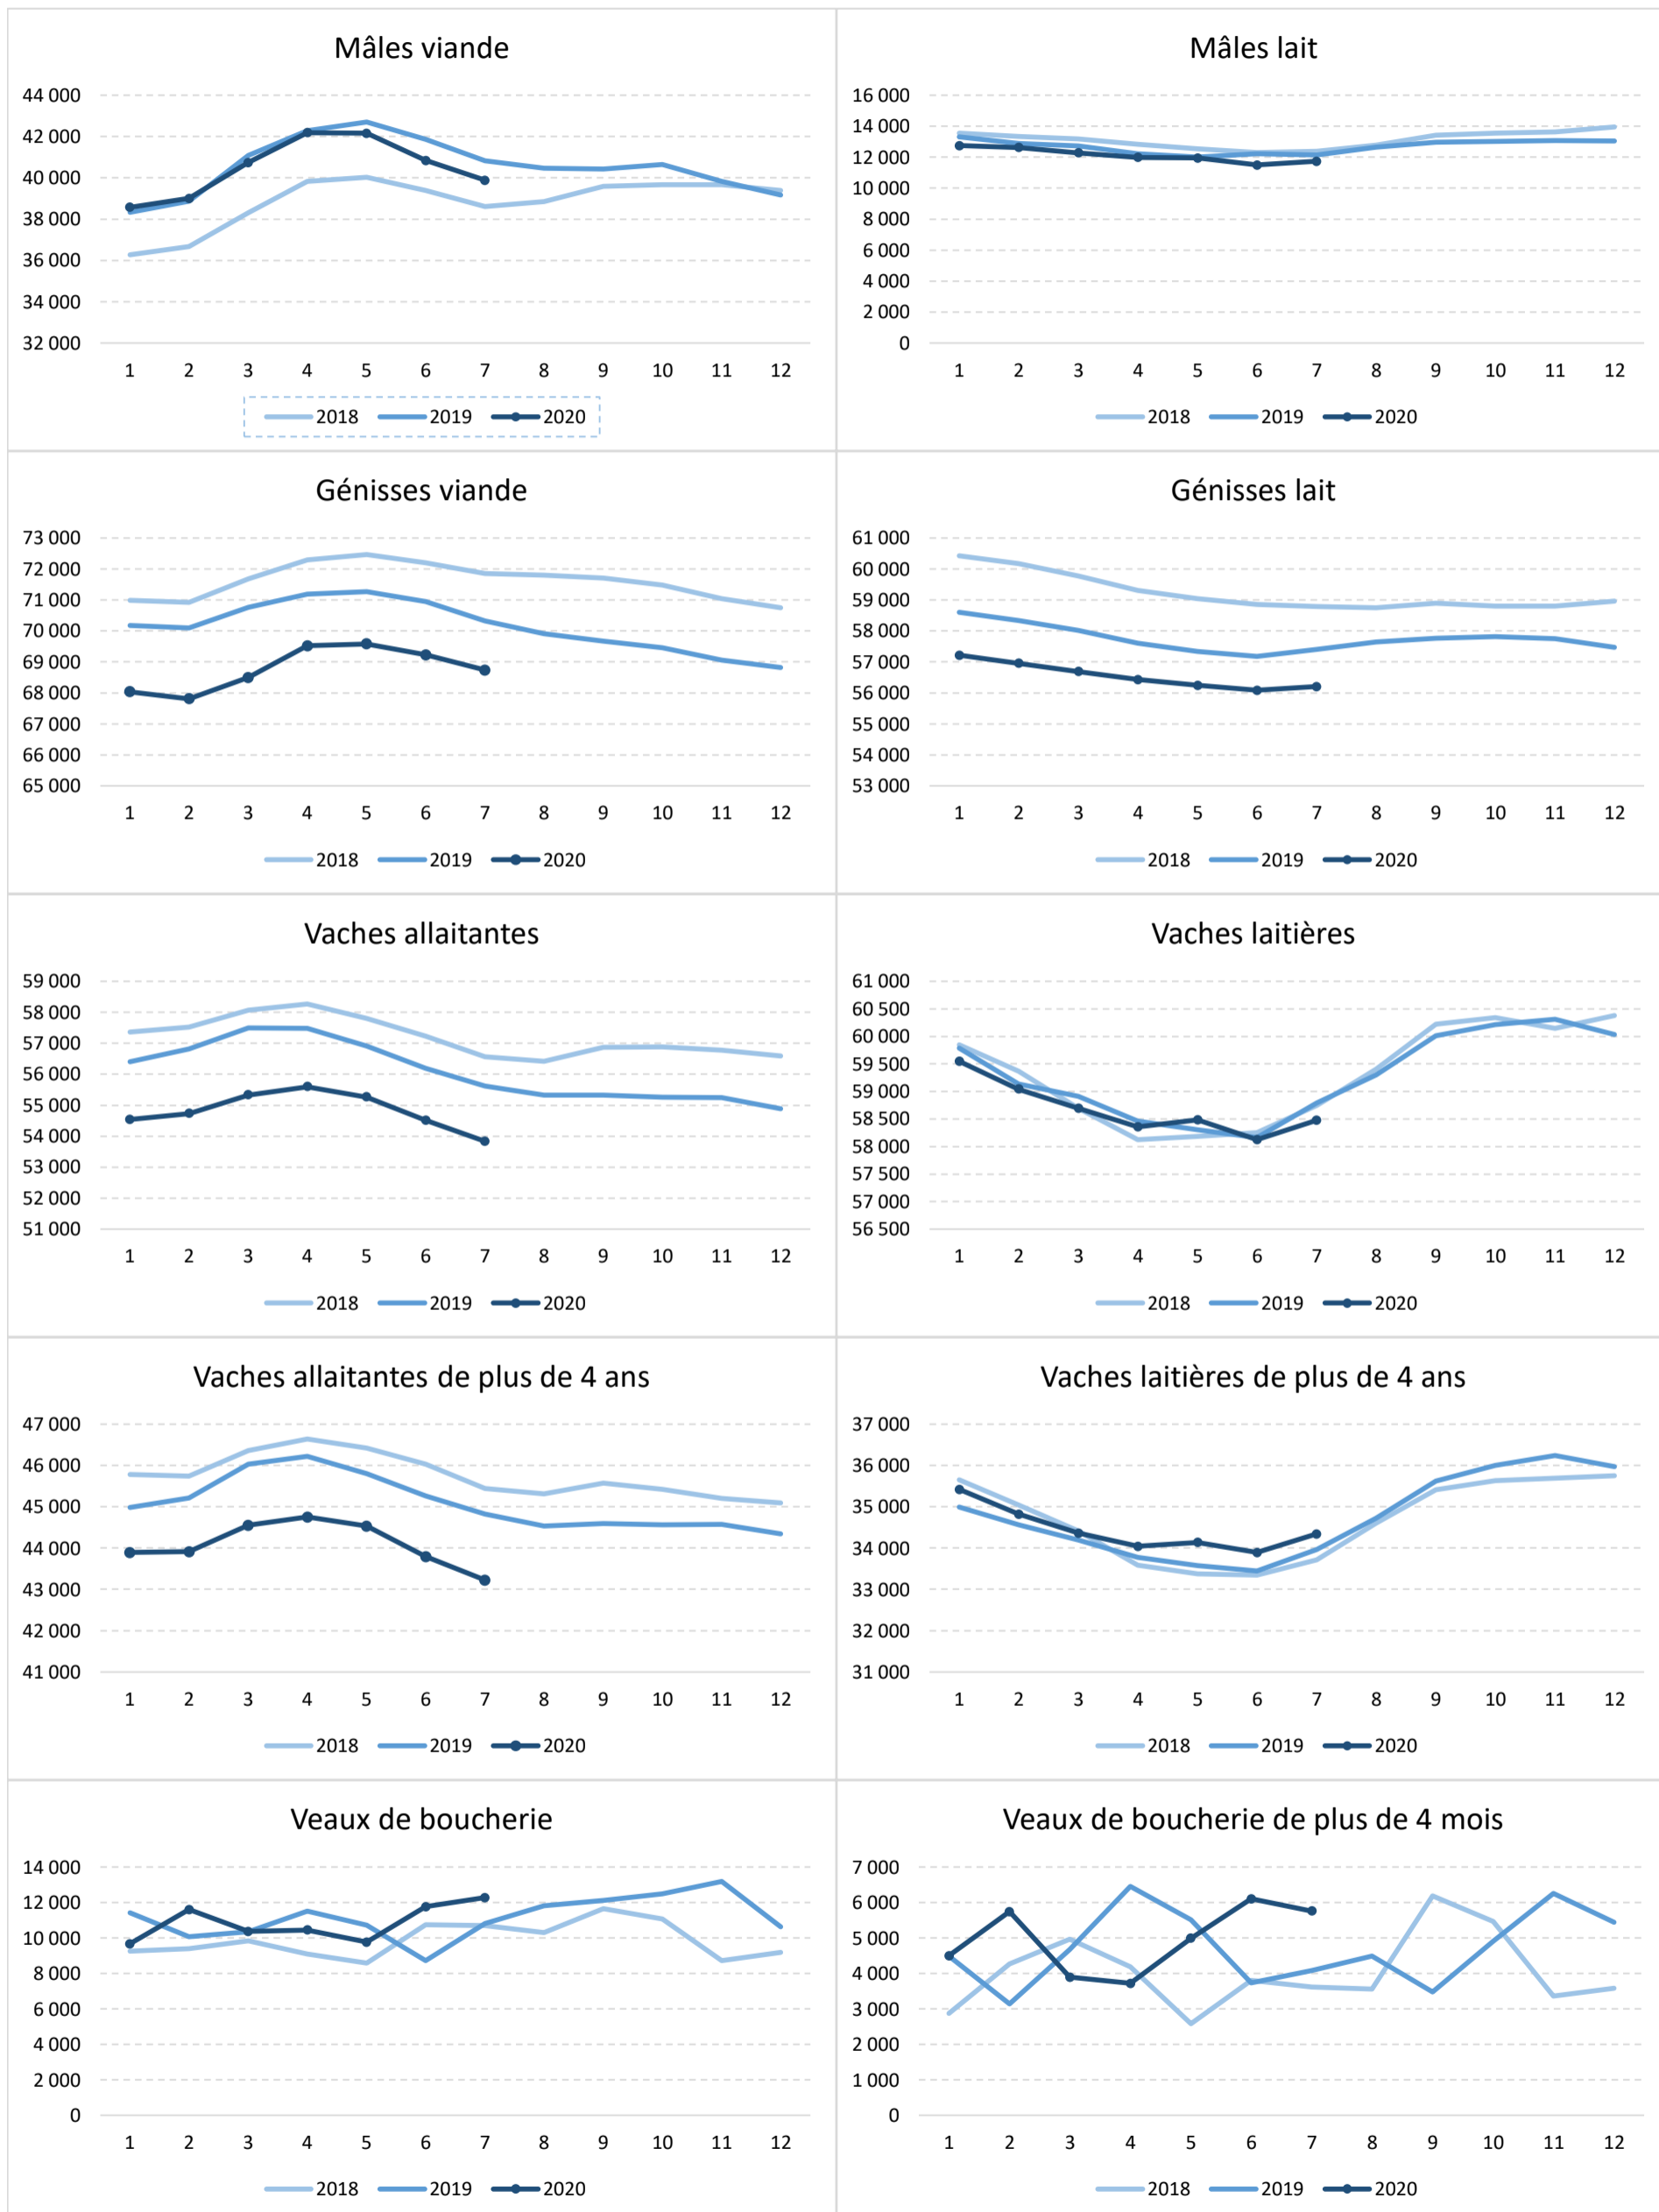 Mâles viande
44 000
42 000
40 000
38 000
36 000
34 000
32 000
1 2 3 4 5 6 7 8 9 10 11 12
2018 2019 2020
Mâles lait
16 000
14 000
12 000
10 000
8 000
6 000
4 000
2 000
0
1 2 3 4 5 6 7 8 9 10 11 12
2018 2019 2020
Génisses viande
73 000
72 000
71 000
70 000
69 000
68 000
67 000
66 000
65 000
1 2 3 4 5 6 7 8 9 10 11 12
2018 2019 2020
Génisses lait
61 000
60 000
59 000
58 000
57 000
56 000
55 000
54 000
53 000
1 2 3 4 5 6 7 8 9 10 11 12
2018 2019 2020
Vaches allaitantes
59 000
58 000
57 000
56 000
55 000
54 000
53 000
52 000
51 000
1 2 3 4 5 6 7 8 9 10 11 12
2018 2019 2020
Vaches laitières
61 000
60 500
60 000
59 500
59 000
58 500
58 000
57 500
57 000
56 500
1 2 3 4 5 6 7 8 9 10 11 12
2018 2019 2020
Vaches allaitantes de plus de 4 ans
47 000
46 000
45 000
44 000
43 000
42 000
41 000
1 2 3 4 5 6 7 8 9 10 11 12
2018 2019 2020
Vaches laitières de plus de 4 ans
37 000
36 000
35 000
34 000
33 000
32 000
31 000
1 2 3 4 5 6 7 8 9 10 11 12
2018 2019 2020
Veaux de boucherie
14 000
12 000
10 000
8 000
6 000
4 000
2 000
0
1 2 3 4 5 6 7 8 9 10 11 12
2018 2019 2020
Veaux de boucherie de plus de 4 mois
7 000
6 000
5 000
4 000
3 000
2 000
1 000
0
1 2 3 4 5 6 7 8 9 10 11 12
2018 2019 2020